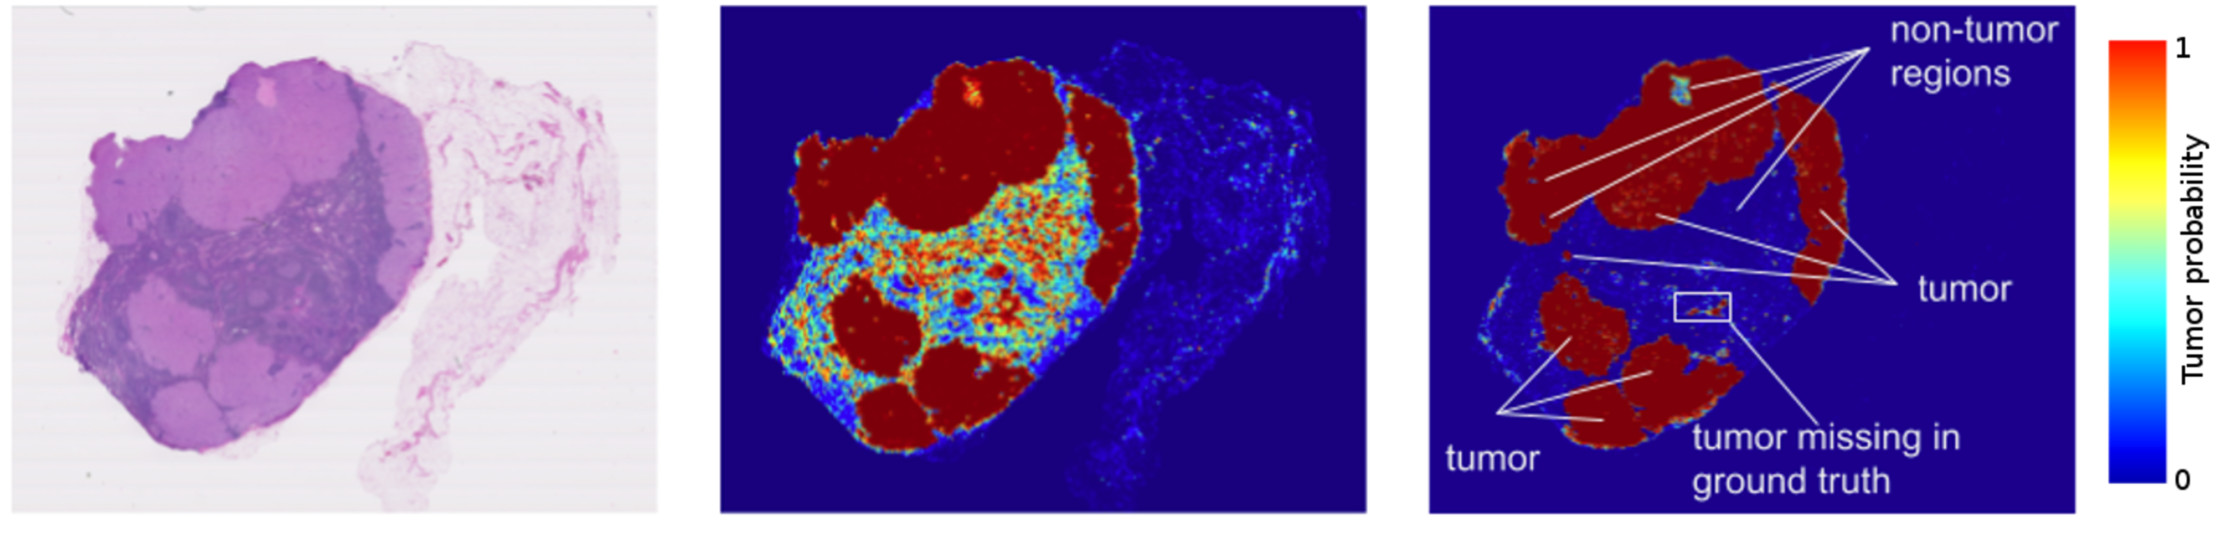 non-tumor
regions
tumor
tumor missing in
ground truth
tumor
1
Tumor probability
0